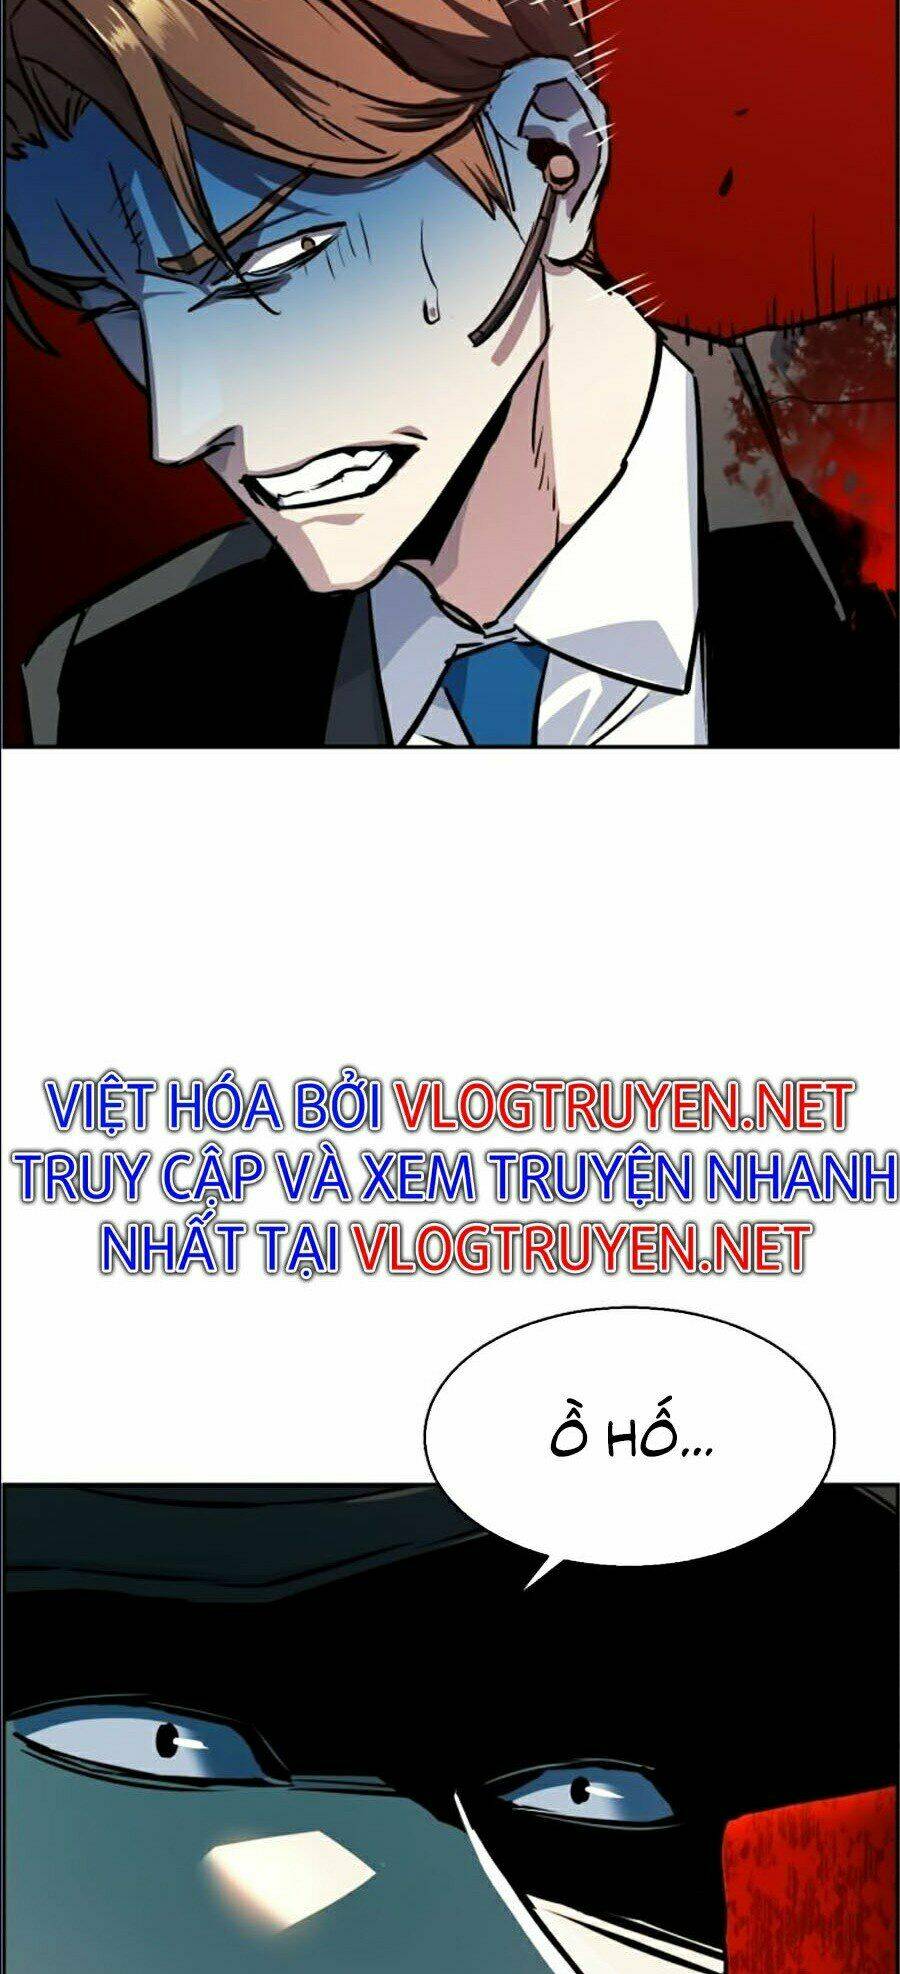 VIỆT HÓA BỞI VLOGTRUYEN.NET
TRUY CẬP VÀ XEM TRUYỆN NHANH
NHẤT TẠI VLOGTRUYEN.NET
Ồ HỐ...